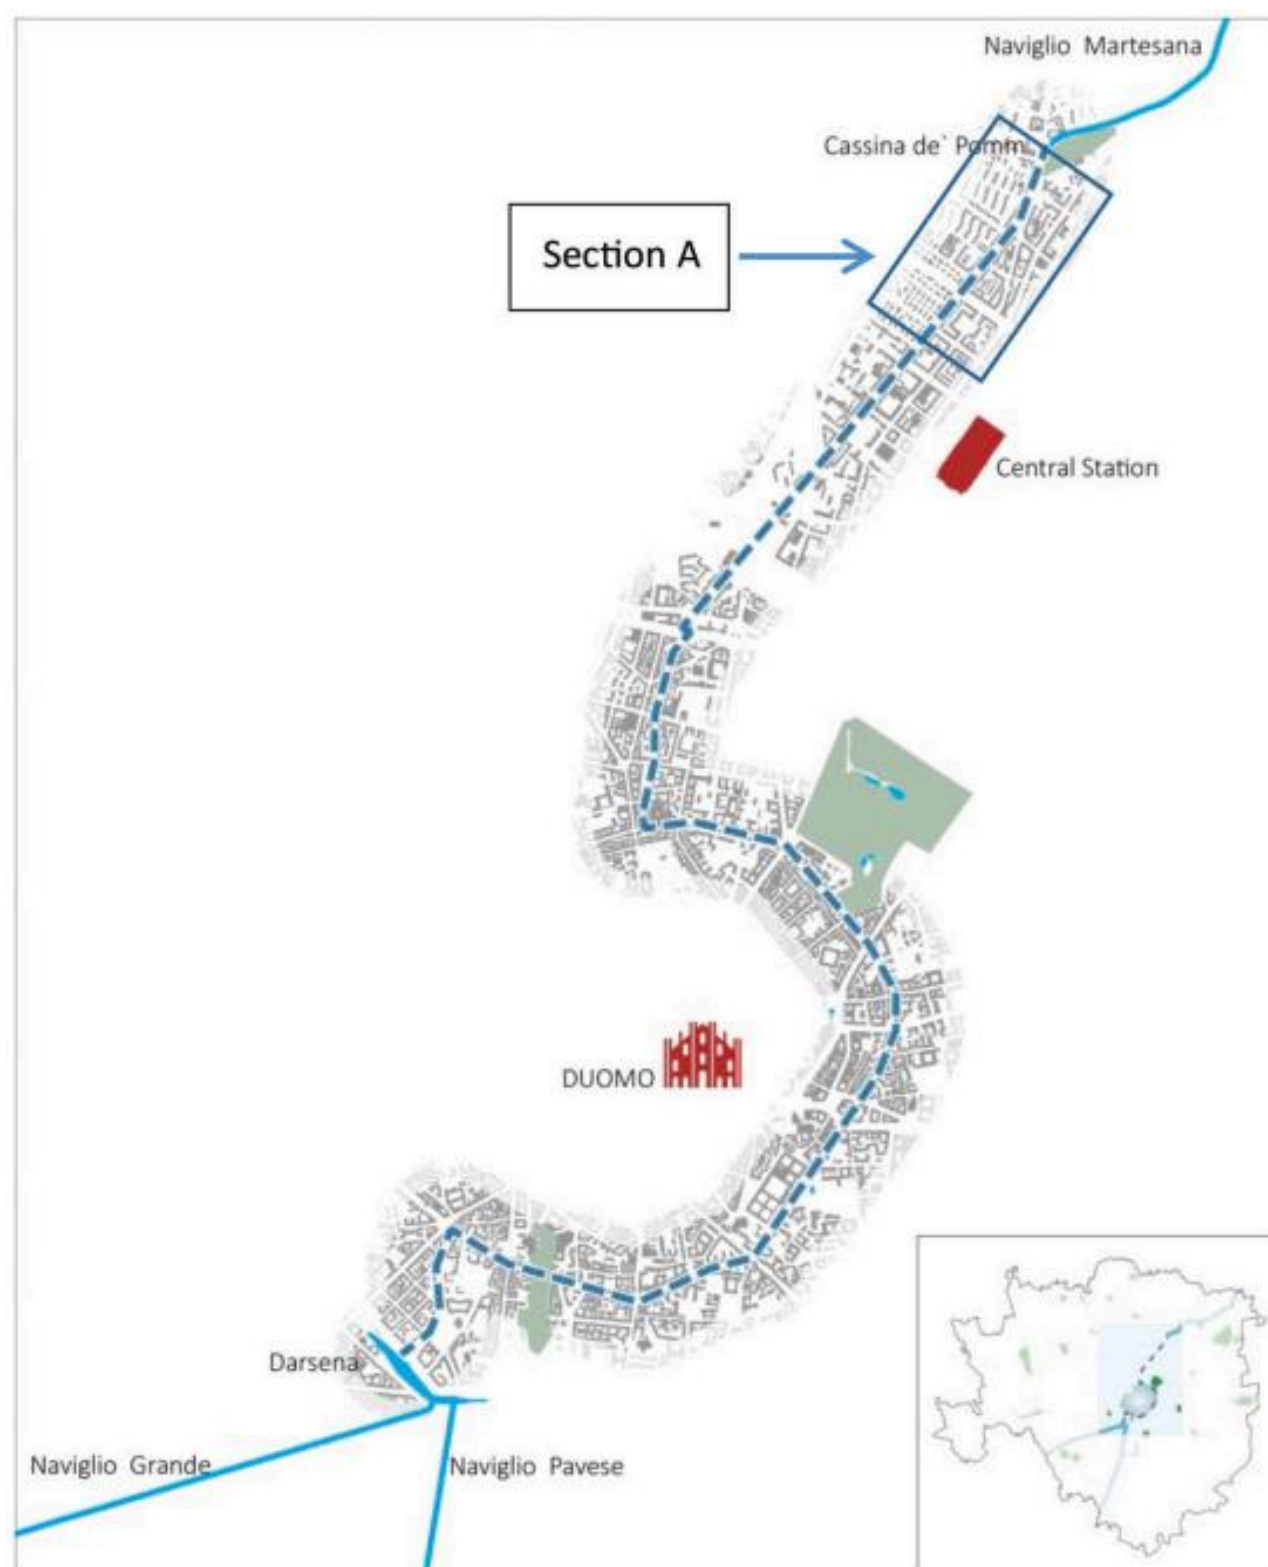 Naviglio Martesana
Cassina de` Pomm
Section A
Central Station
DUOMO
Darsena
Naviglio Grande
Naviglio Pavese